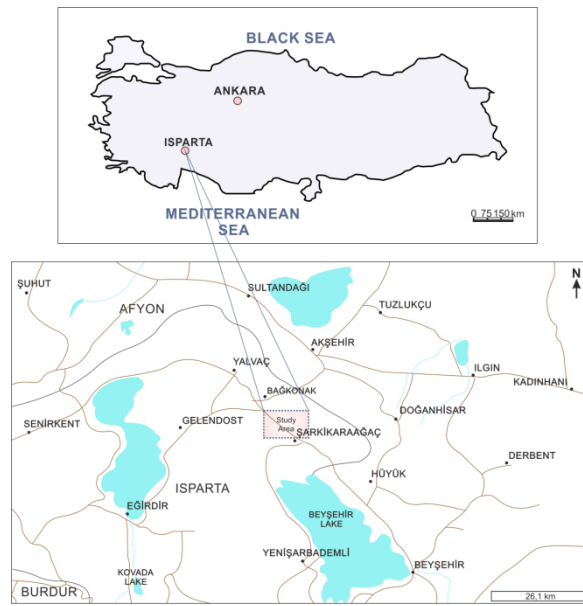 BLACK SEA
ANKARA
ISPARTA
MEDITERRANEAN
SEA
0 75 150 km
N
ŞUHUT
SULTANDAĞI
AFYON
TUZLUKÇU
AKŞEHİR
YALVAÇ
ILGIN
BAĞKONAK
KADINHANI
SENİRKENT
GELENDOST
Study
Area
DOĞANHİSAR
ŞARKİKARAAĞAÇ
DERBENT
ISPARTA
HÜYÜK
EĞİRDİR
BEYŞEHİR
LAKE
KOVADA
LAKE
YENİŞARBADEMLİ
BEYŞEHİR
BURDUR
26,1 km